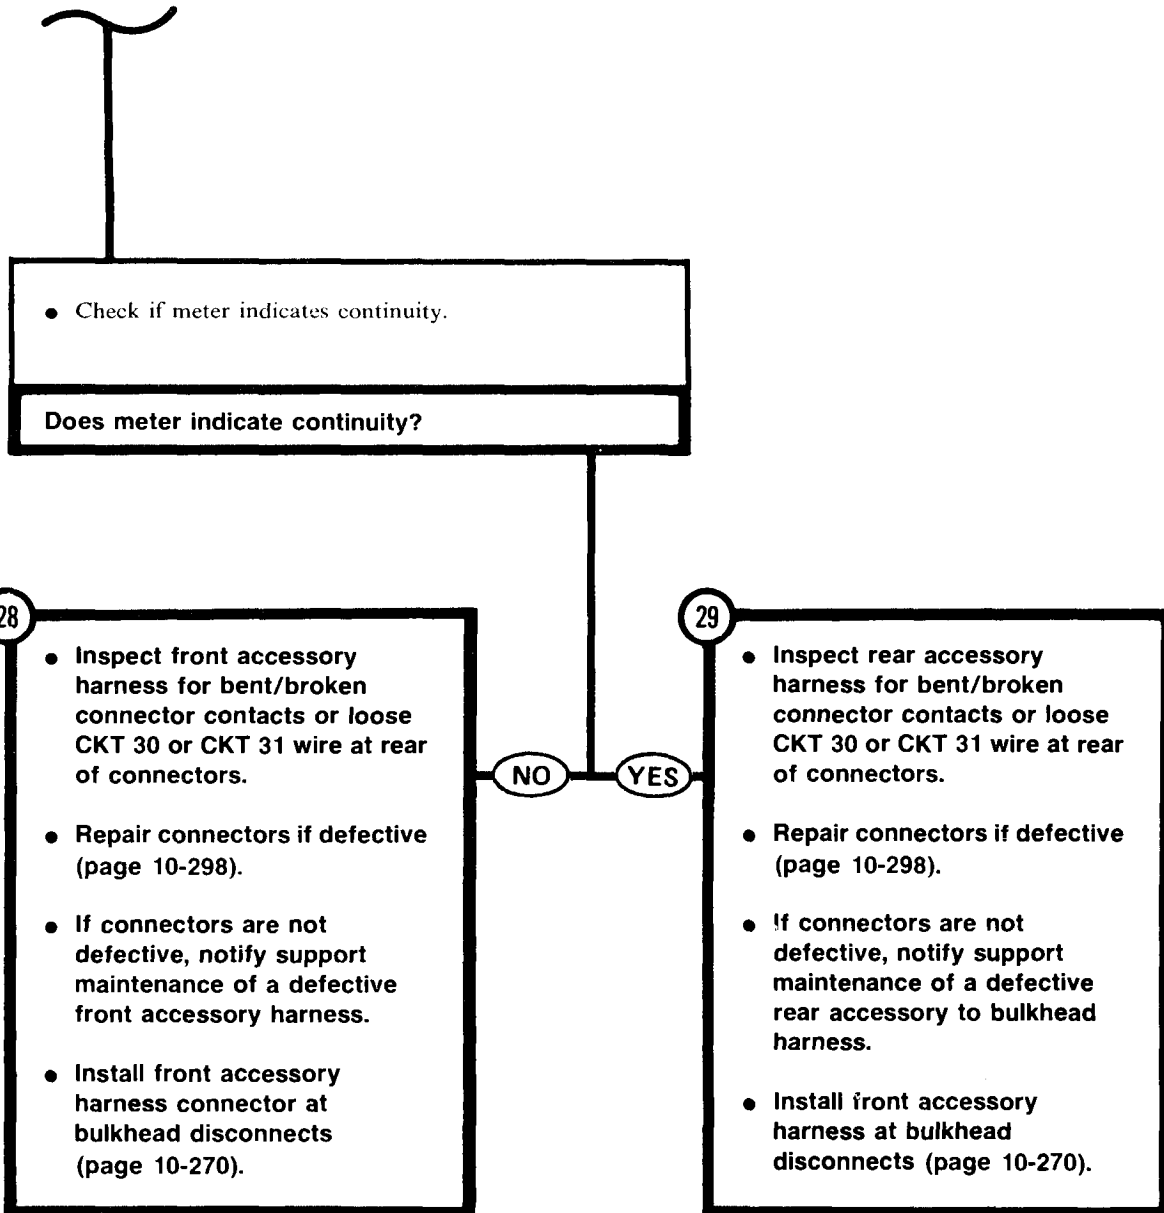 ● Check if meter indicates continuity.
Does meter indicate continuity?
28
● Inspect front accessory
harness for bent/broken
connector contacts or loose
CKT 30 or CKT 31 wire at rear
of connectors.
● Repair connectors if defective
(page 10-298).
● If connectors are not
defective, notify support
maintenance of a defective
front accessory harness.
● Install front accessory
harness connector at
bulkhead disconnects
(page 10-270).
NO
YES
29
● Inspect rear accessory
harness for bent/broken
connector contacts or loose
CKT 30 or CKT 31 wire at rear
of connectors.
● Repair connectors if defective
(page 10-298).
● If connectors are not
defective, notify support
maintenance of a defective
rear accessory to bulkhead
harness.
● Install front accessory
harness at bulkhead
disconnects (page 10-270).